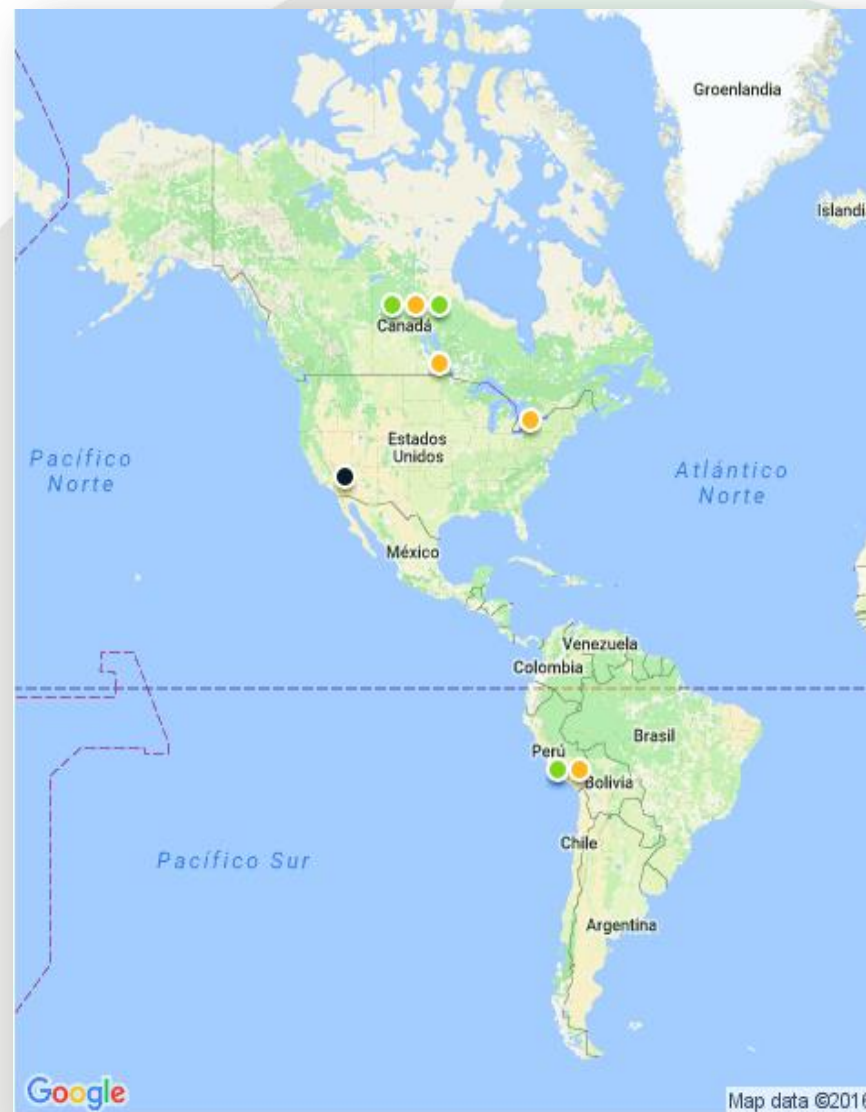 Groenlandia
Islandi
Canadá
Estados
Unidos
Pacífico
Norte
Atlántico
Norte
México
Venezuela
Colombia
Perú
Brasil
Bolivia
Chile
Pacífico Sur
Argentina
Google
Map data ©2016